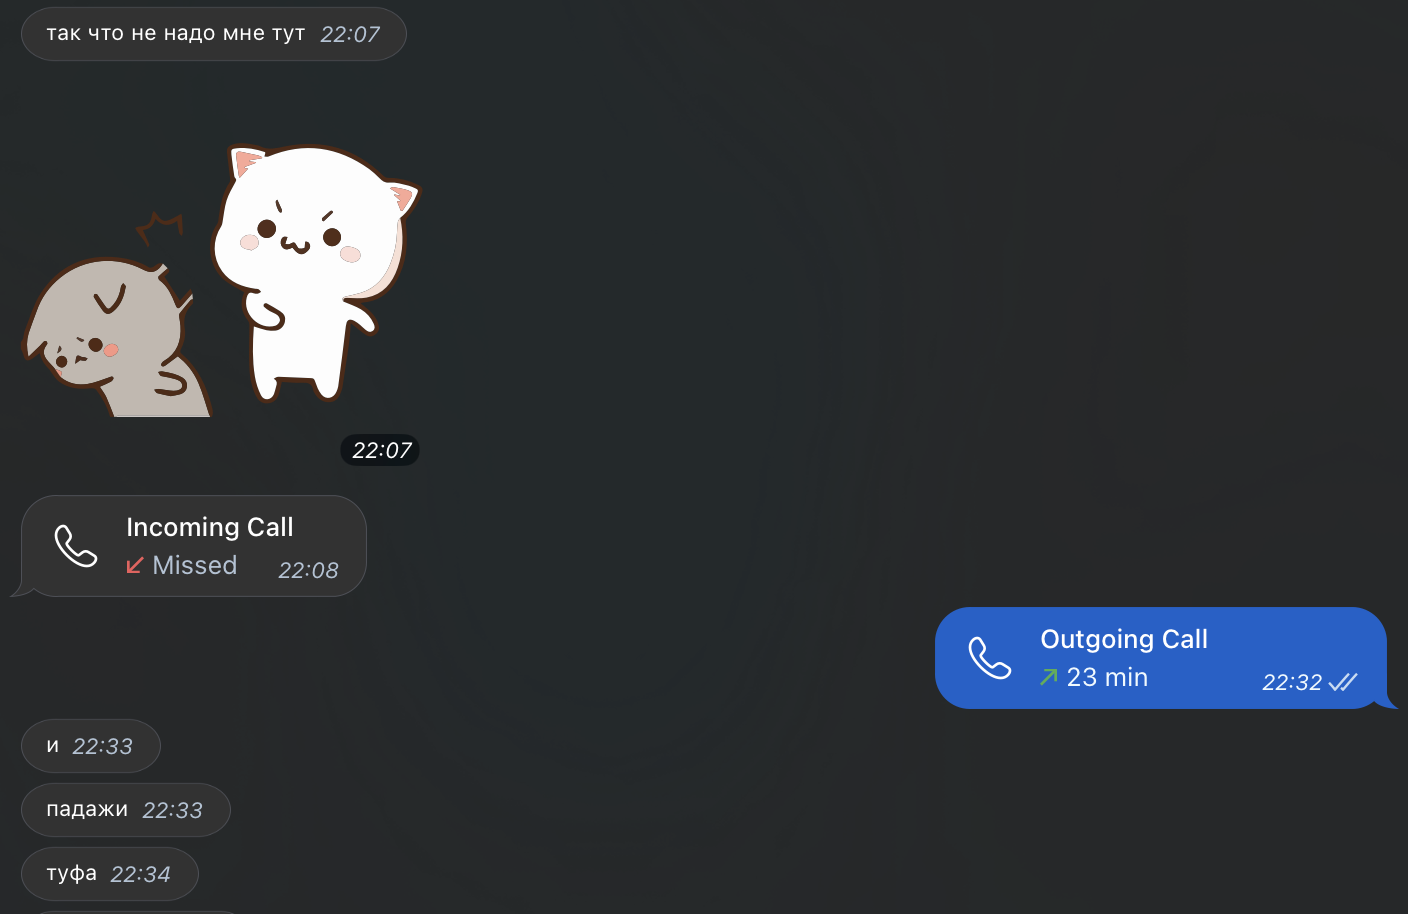 так что не надо мне тут 22:07
22:07
Incoming Call
Missed 22:08
Outgoing Call
23 min 22:32
и 22:33
падажи 22:33
туфа 22:34